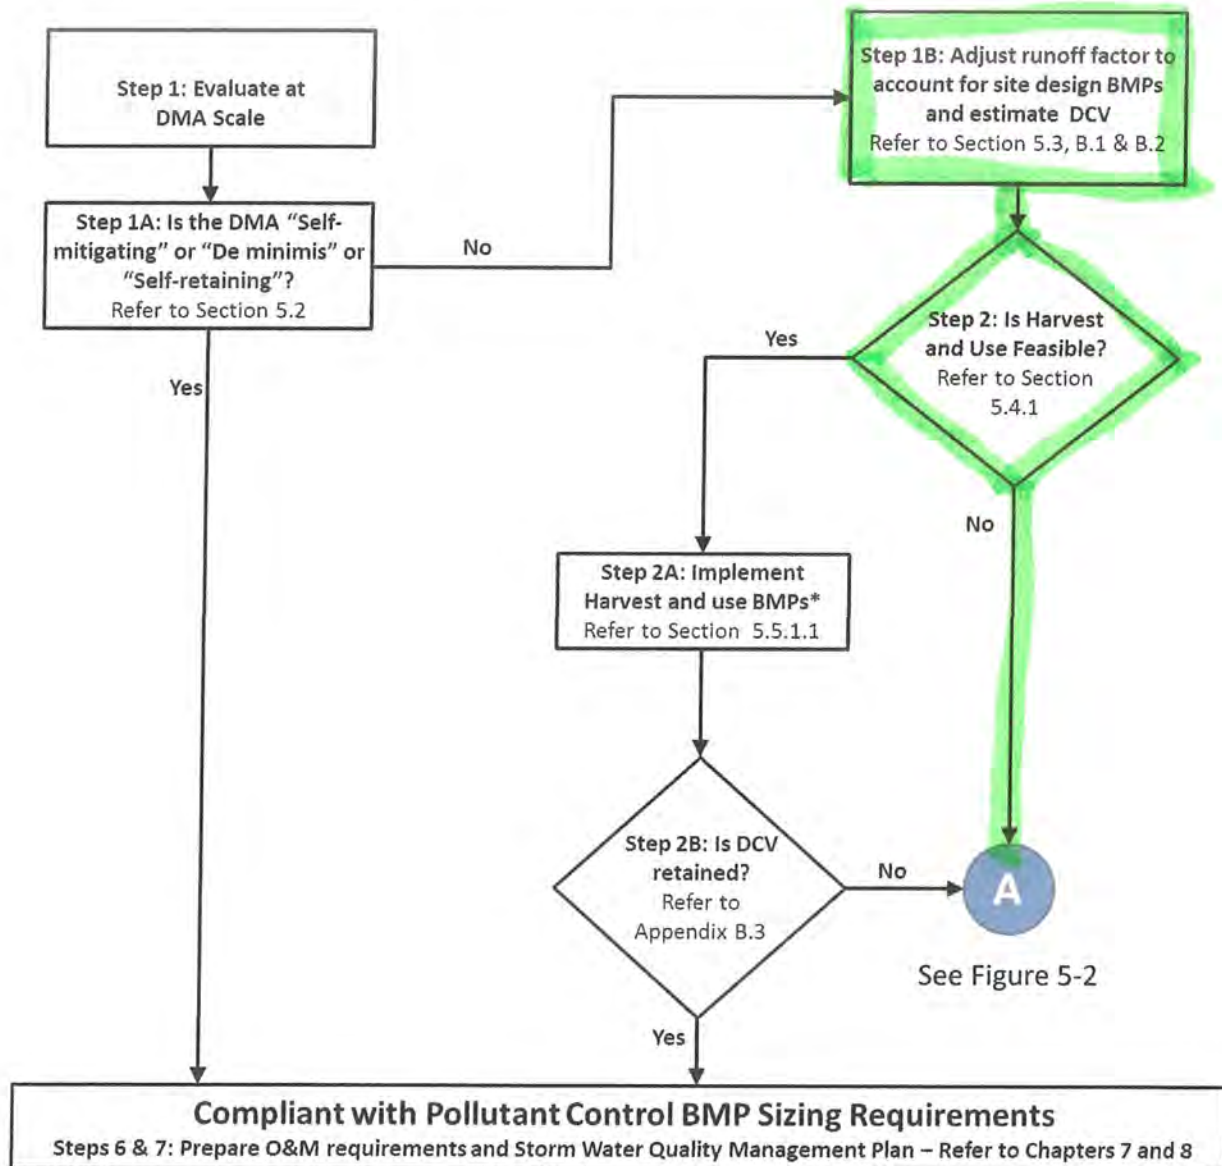 Step 1: Evaluate at
DMA Scale
Step 1A: Is the DMA “Self-
mitigating” or “De minimis” or
“Self-retaining”?
Refer to Section 5.2
No
Yes
Step 1B: Adjust runoff factor to
account for site design BMPs
and estimate DCV
Refer to Section 5.3, B.1 & B.2
Step 2: Is Harvest
and Use Feasible?
Refer to Section
5.4.1
Yes
No
Step 2A: Implement
Harvest and use BMPs*
Refer to Section 5.5.1.1
Step 2B: Is DCV
retained?
Refer to
Appendix B.3
No
A
See Figure 5-2
Yes
Compliant with Pollutant Control BMP Sizing Requirements
Steps 6 & 7: Prepare O&M requirements and Storm Water Quality Management Plan – Refer to Chapters 7 and 8